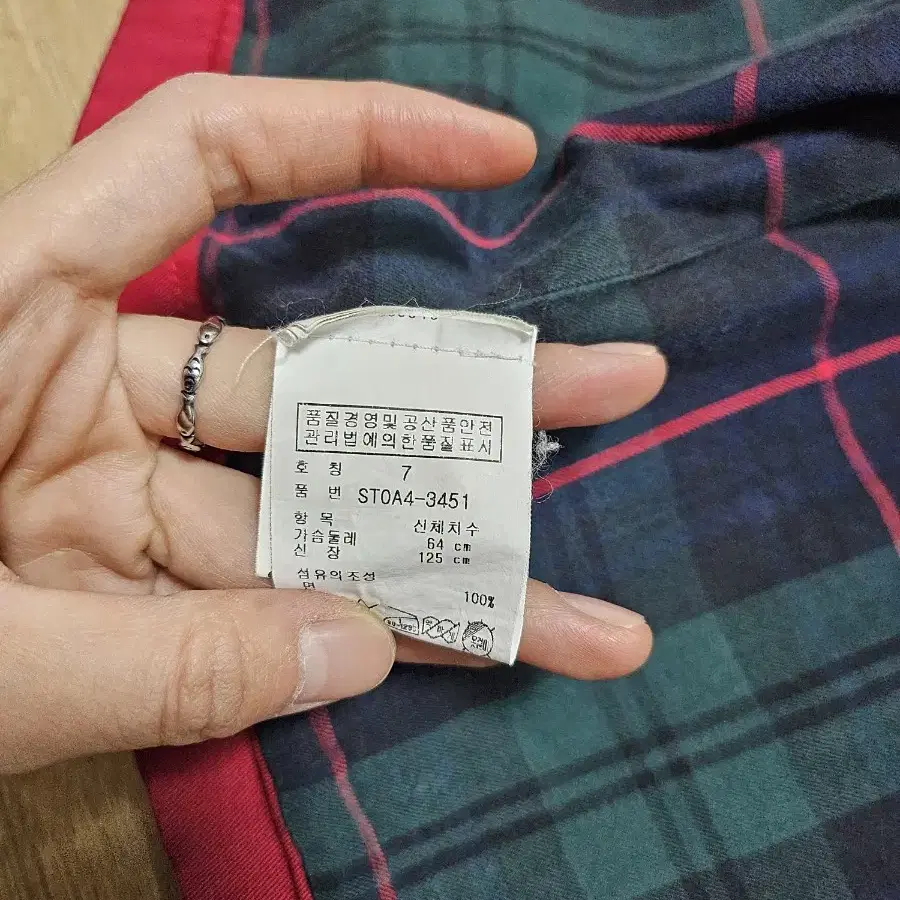 품질경영및공산품안전
관리법에의한품질표시
호 칭 7
품 번 STOA4-3451
항 목 신체치수
가슴둘레 64 cm
신 장 125 cm
섬유의조성
면 100%